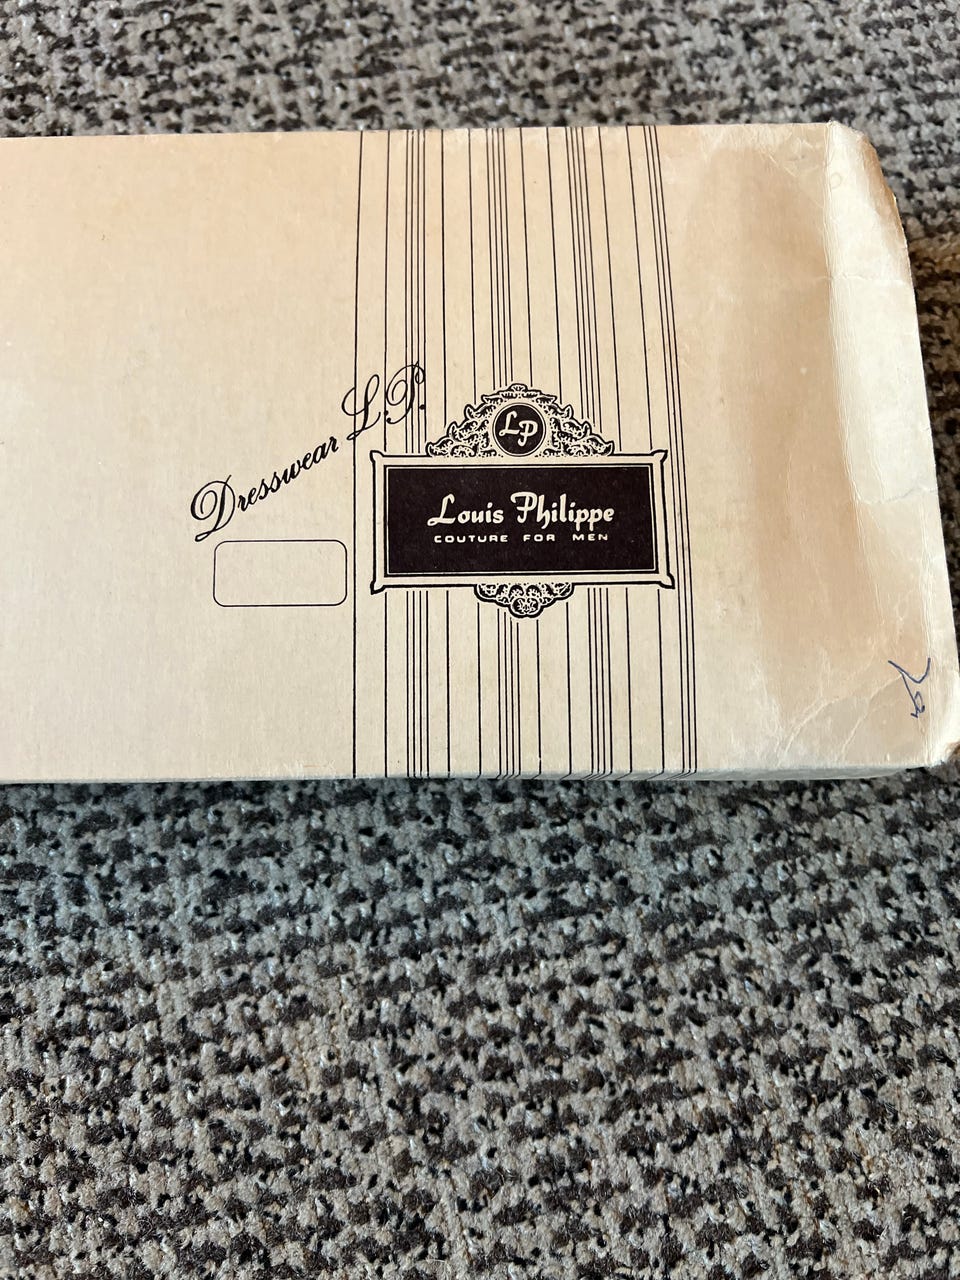 Dresswear L.P.
LP
Louis Philippe
COUTURE FOR MEN